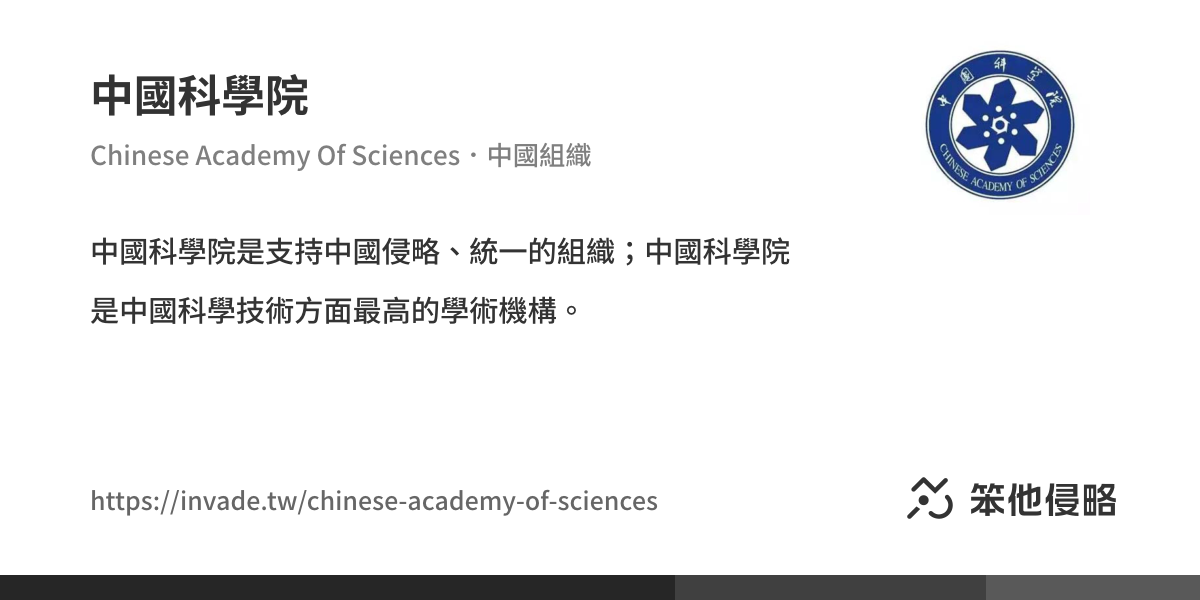 中國科學院
Chinese Academy Of Sciences・中國組織
中國科學院
CHINESE ACADEMY OF SCIENCES
中國科學院是支持中國侵略、統一的組織；中國科學院
是中國科學技術方面最高的學術機構。
https://invade.tw/chinese-academy-of-sciences
笨他侵略